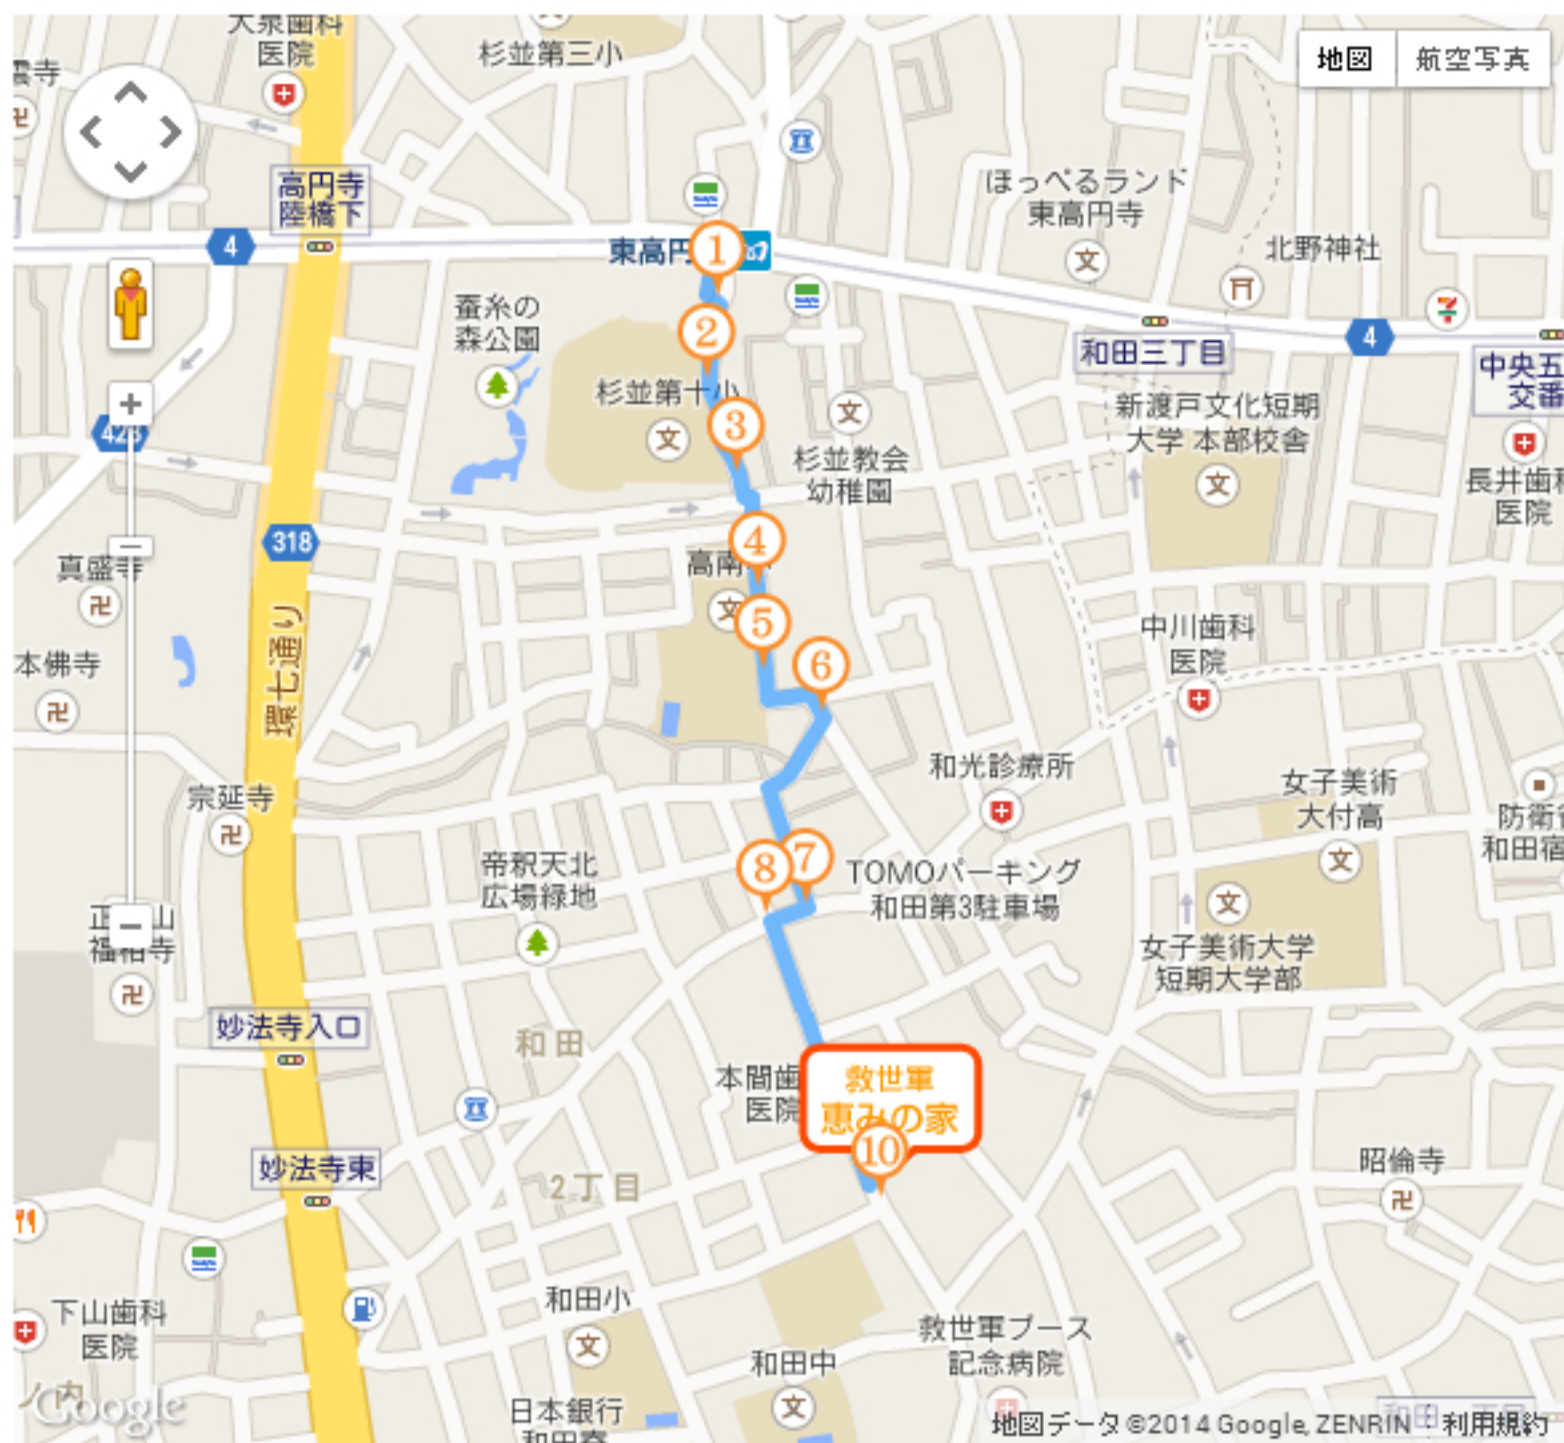 大泉歯科
医院
杉並第三小
地図
航空写真
雲寺
高円寺
陸橋下
4
東高円
1
ほっぺるランド
東高円寺
北野神社
蚕糸の
森公園
2
和田三丁目
4
中央五
交番
杉並第十小
3
新渡戸文化短期
大学 本部校舎
杉並教会
幼稚園
長井歯科
医院
318
4
高南
真盛寺
5
中川歯科
医院
6
本佛寺
環七通り
和光診療所
女子美術
大付高
宗延寺
防衛省
和田宿
帝釈天北
広場緑地
8
7
TOMOパーキング
和田第3駐車場
女子美術大学
短期大学部
福相寺
妙法寺入口
和田
本間歯
医院
救世軍
恵みの家
10
妙法寺東
2丁目
昭倫寺
下山歯科
医院
和田小
救世軍ブース
記念病院
和田中
ノ内
Google
日本銀行
和田寮
地図データ ©2014 Google, ZENRIN
利用規約